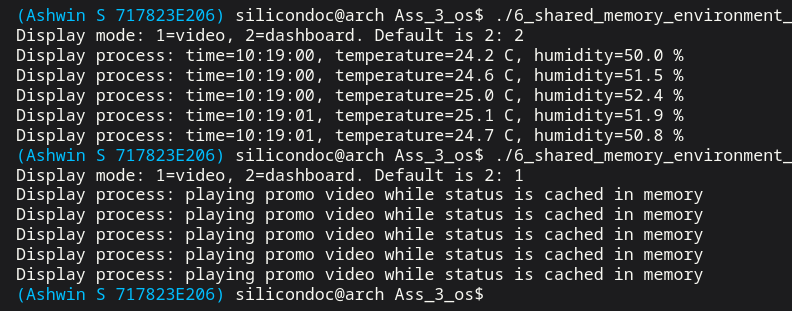 (Ashwin S 717823E206) silicondoc@arch Ass_3_os$ ./6_shared_memory_environment_
Display mode: 1=video, 2=dashboard. Default is 2: 2
Display process: time=10:19:00, temperature=24.2 C, humidity=50.0 %
Display process: time=10:19:00, temperature=24.6 C, humidity=51.5 %
Display process: time=10:19:00, temperature=25.0 C, humidity=52.4 %
Display process: time=10:19:01, temperature=25.1 C, humidity=51.9 %
Display process: time=10:19:01, temperature=24.7 C, humidity=50.8 %
(Ashwin S 717823E206) silicondoc@arch Ass_3_os$ ./6_shared_memory_environment_
Display mode: 1=video, 2=dashboard. Default is 2: 1
Display process: playing promo video while status is cached in memory
Display process: playing promo video while status is cached in memory
Display process: playing promo video while status is cached in memory
Display process: playing promo video while status is cached in memory
Display process: playing promo video while status is cached in memory
(Ashwin S 717823E206) silicondoc@arch Ass_3_os$